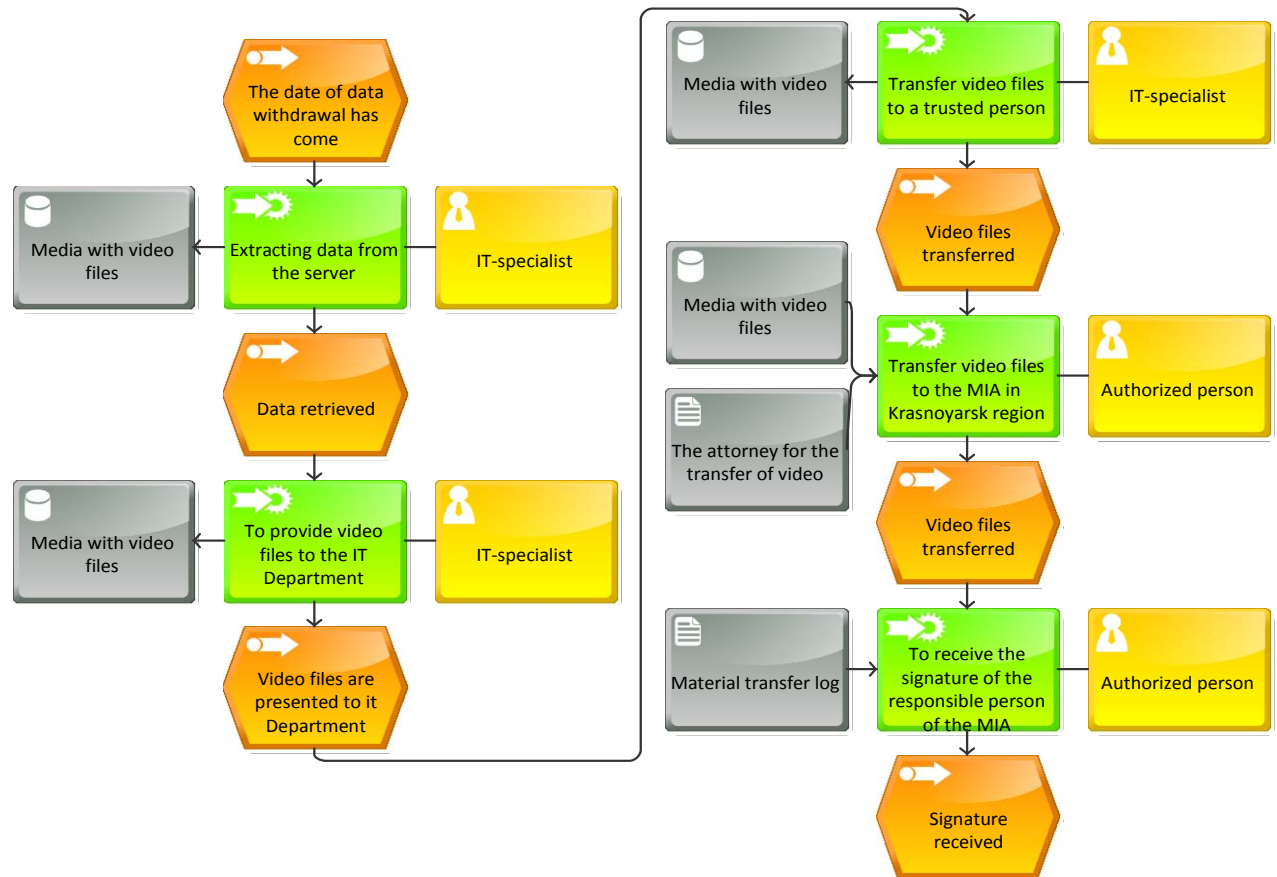 The date of data
withdrawal has
come
Media with video
files
Extracting data from
the server
IT-specialist
Data retrieved
Media with video
files
To provide video
files to the IT
Department
IT-specialist
Video files are
presented to it
Department
Media with video
files
Transfer video files
to a trusted person
IT-specialist
Video files
transferred
Media with video
files
The attorney for the
transfer of video
Transfer video files
to the MIA in
Krasnoyarsk region
Authorized person
Video files
transferred
Material transfer log
To receive the
signature of the
responsible person
of the MIA
Authorized person
Signature
received